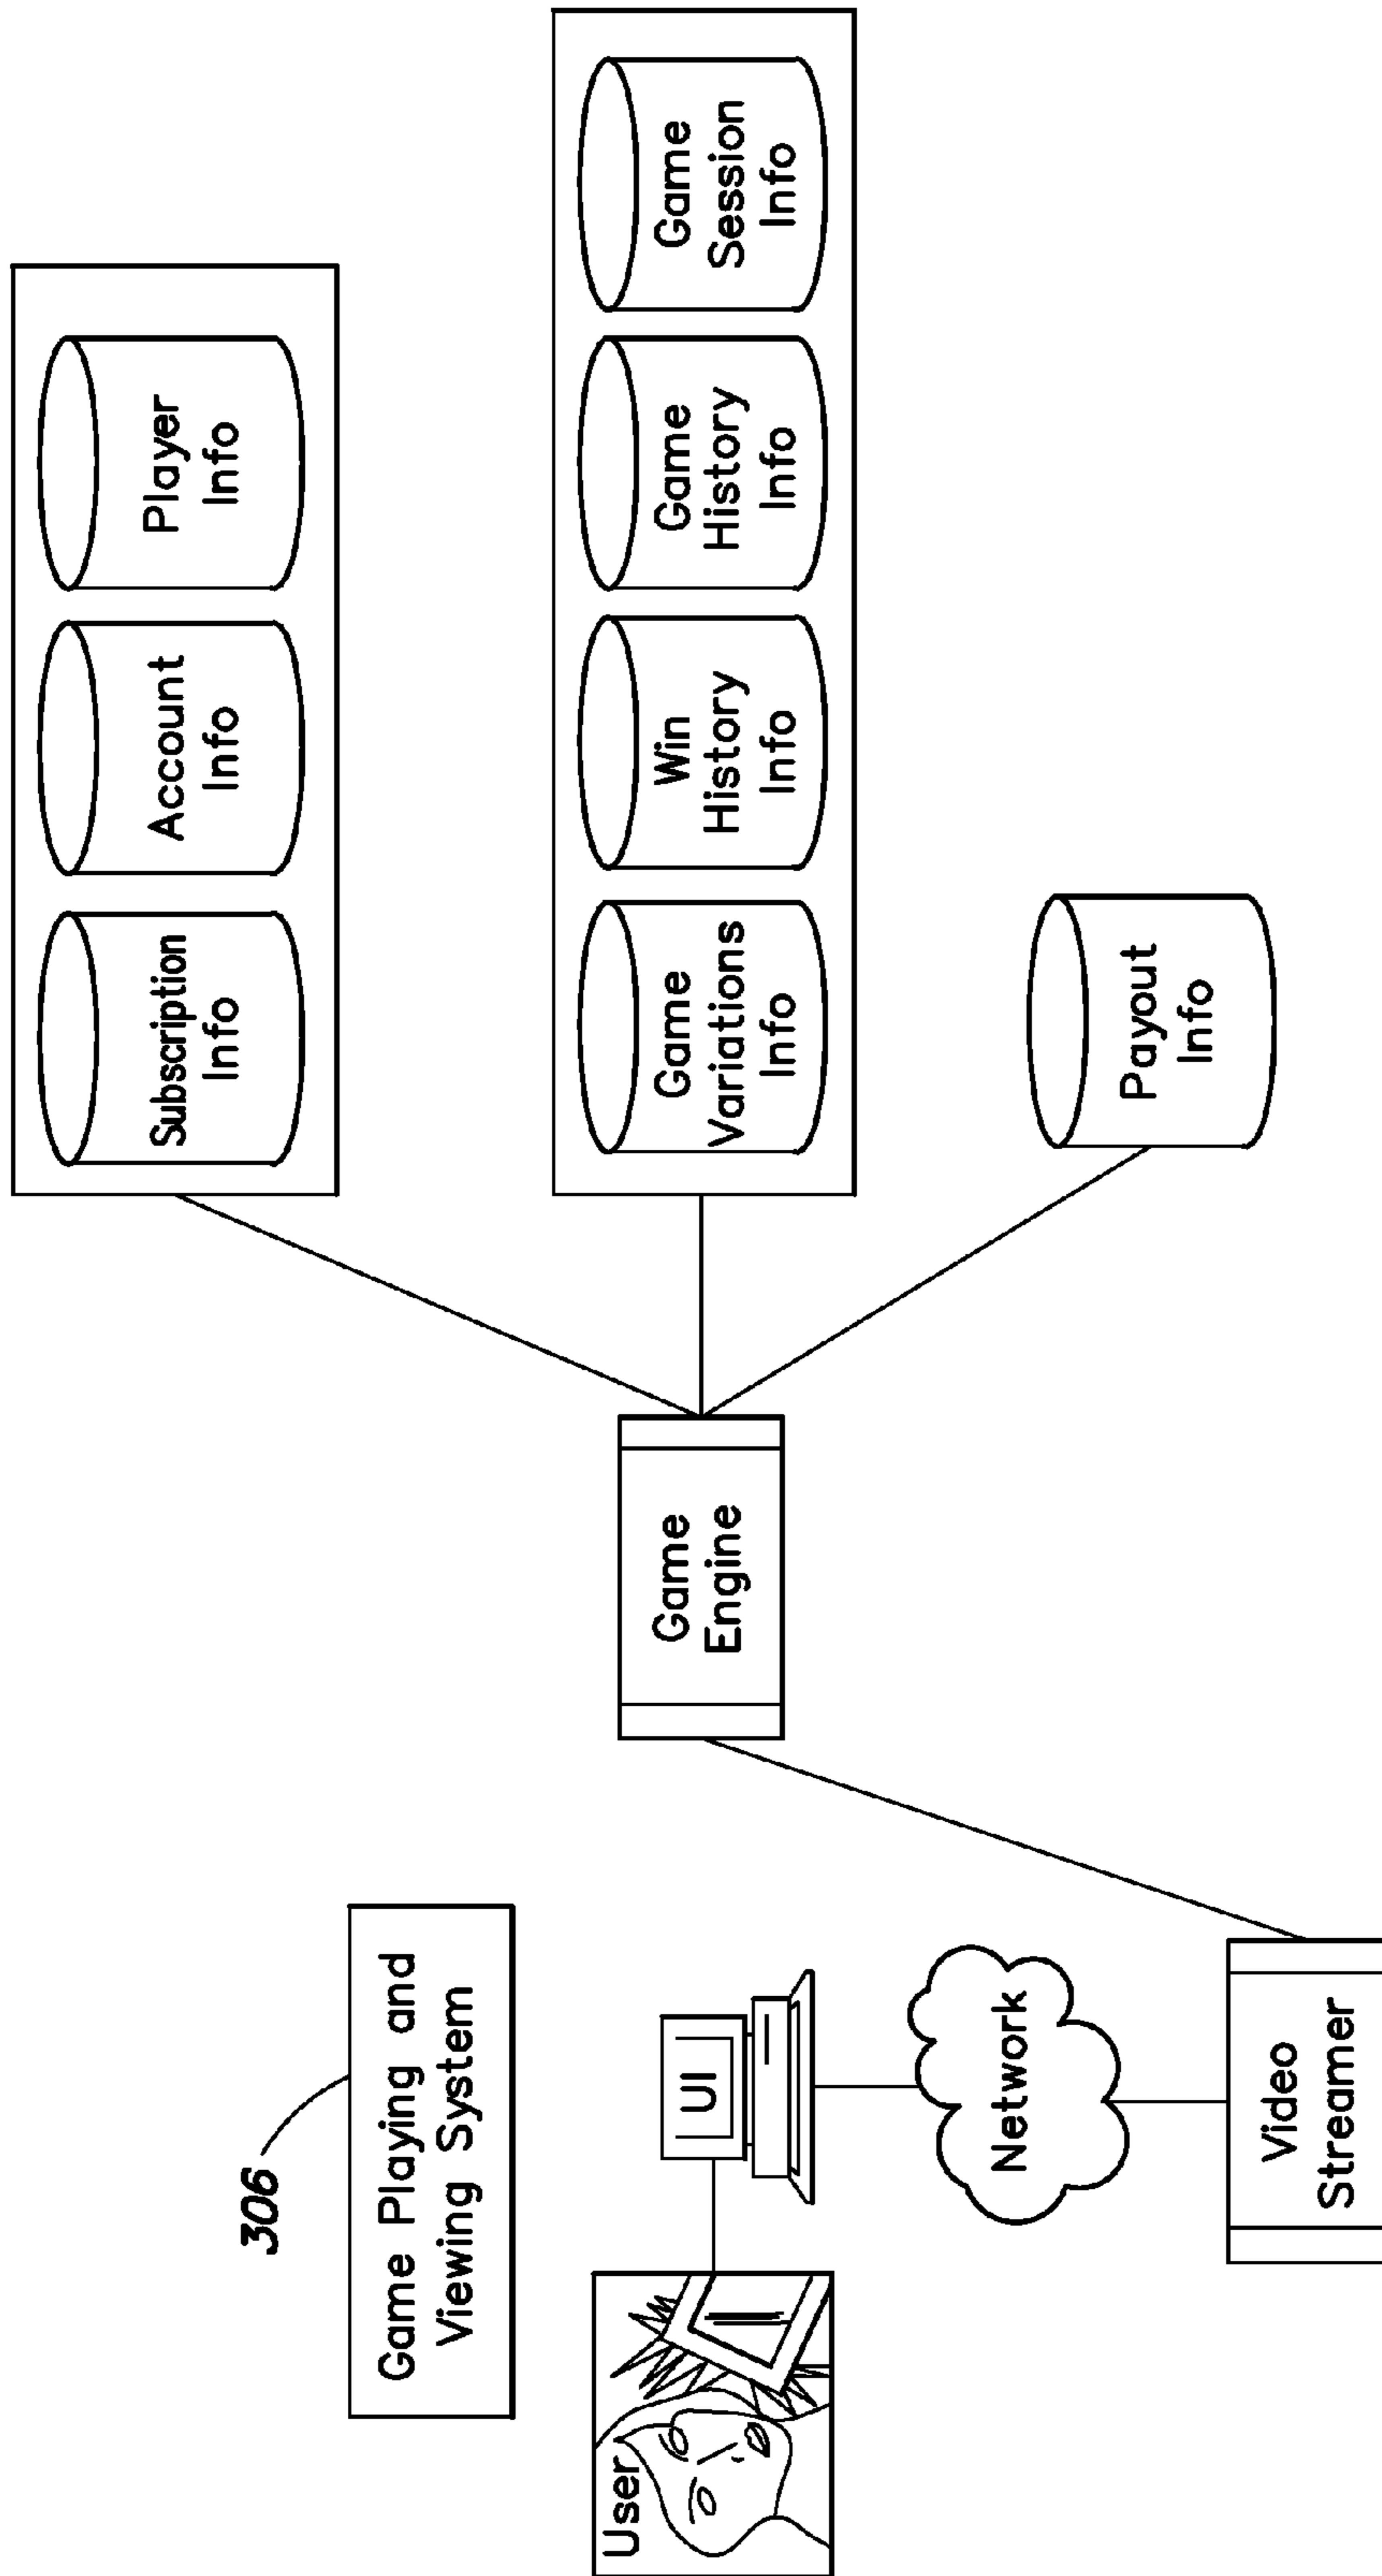 306
Game Playing and
Viewing System
User
UI
Network
Video
Streamer
Game
Engine
Subscription
Info
Account
Info
Player
Info
Game
Variations
Info
Win
History
Info
Game
History
Info
Game
Session
Info
Payout
Info